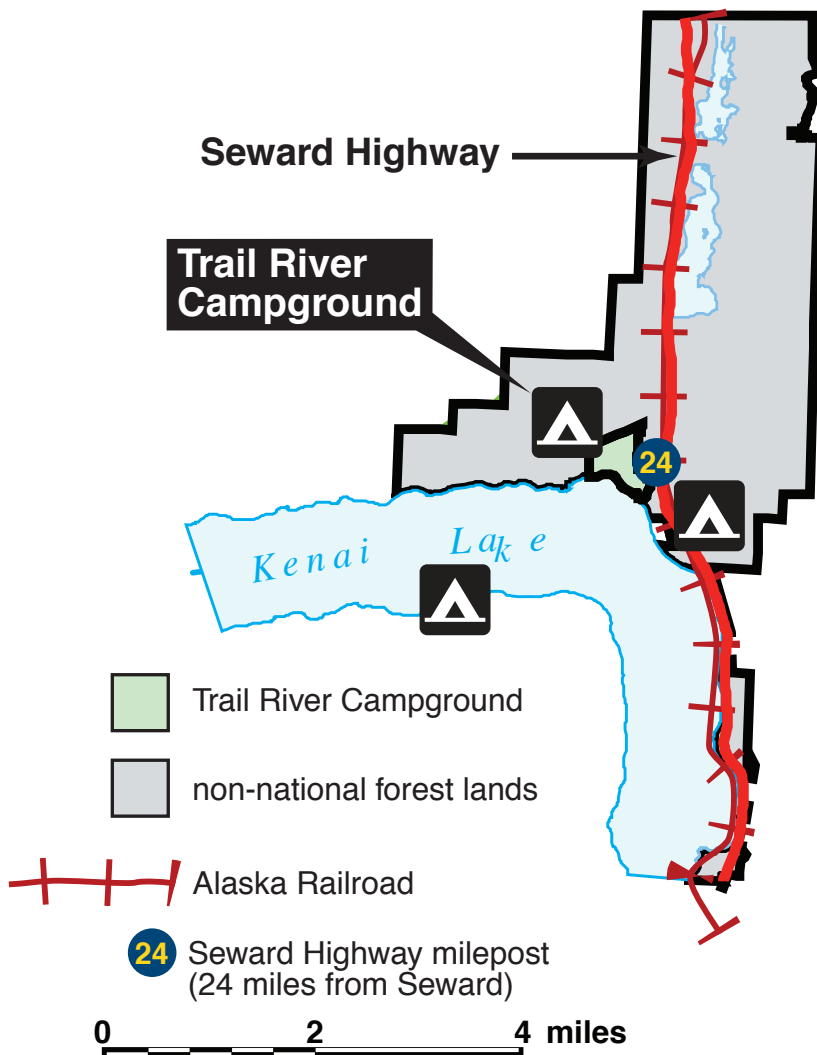 Seward Highway
Trail River
Campground
24
Kenai Lake
Trail River Campground
non-national forest lands
Alaska Railroad
24
Seward Highway milepost
(24 miles from Seward)
0 2 4 miles